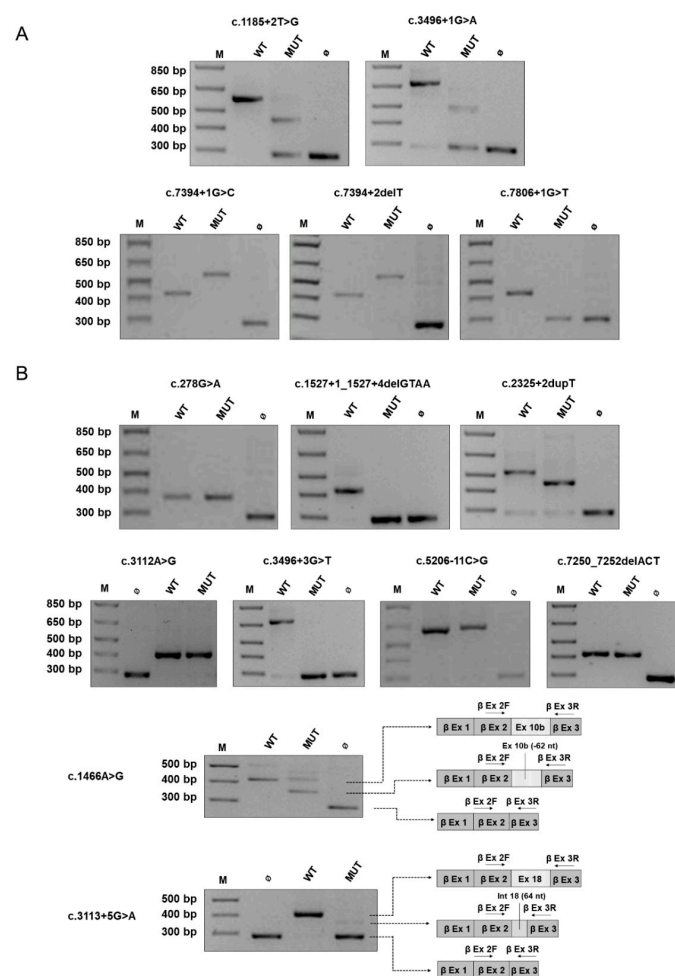 A
c.1185+2T>G
c.3496+1G>A
M WT MUT ø
M WT MUT ø
850 bp
650 bp
500 bp
400 bp
300 bp
c.7394+1G>C
c.7394+2delT
c.7806+1G>T
M WT MUT ø
M WT MUT ø
M WT MUT ø
850 bp
650 bp
500 bp
400 bp
300 bp
B
c.278G>A
c.1527+1_1527+4delGTAA
c.2325+2dupT
M WT MUT ø
M WT MUT ø
M WT MUT ø
850 bp
650 bp
500 bp
400 bp
300 bp
c.3112A>G
c.3496+3G>T
c.5206-11C>G
c.7250_7252delACT
M ø WT MUT
M WT MUT ø
M WT MUT ø
M WT MUT ø
850 bp
650 bp
500 bp
400 bp
300 bp
c.1466A>G
M WT MUT ø
500 bp
400 bp
300 bp
β Ex 2F β Ex 3R
β Ex 1 β Ex 2 Ex 10b β Ex 3
Ex 10b (-62 nt)
β Ex 2F β Ex 3R
β Ex 1 β Ex 2 β Ex 3
β Ex 2F β Ex 3R
β Ex 1 β Ex 2 β Ex 3
c.3113+5G>A
M ø WT MUT
500 bp
400 bp
300 bp
β Ex 2F β Ex 3R
β Ex 1 β Ex 2 Ex 18 β Ex 3
Int 18 (64 nt)
β Ex 2F β Ex 3R
β Ex 1 β Ex 2 β Ex 3
β Ex 2F β Ex 3R
β Ex 1 β Ex 2 β Ex 3